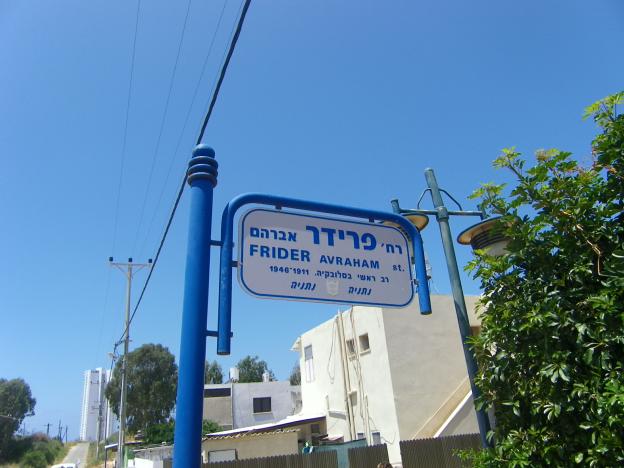 רח' פרידר אברהם
FRIDER AVRAHAM st.
רב ראשי בסלובקיה. 1911-1946
נתניה נתניה